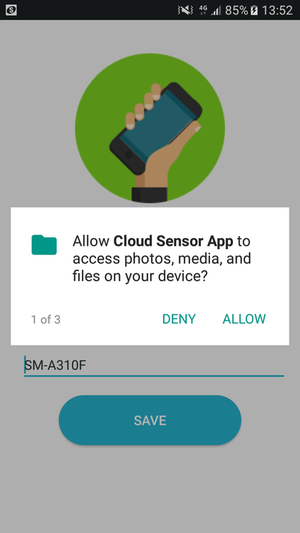 4G 85% 13:52
Allow Cloud Sensor App to
access photos, media, and
files on your device?
1 of 3 DENY ALLOW
SM-A310F
SAVE